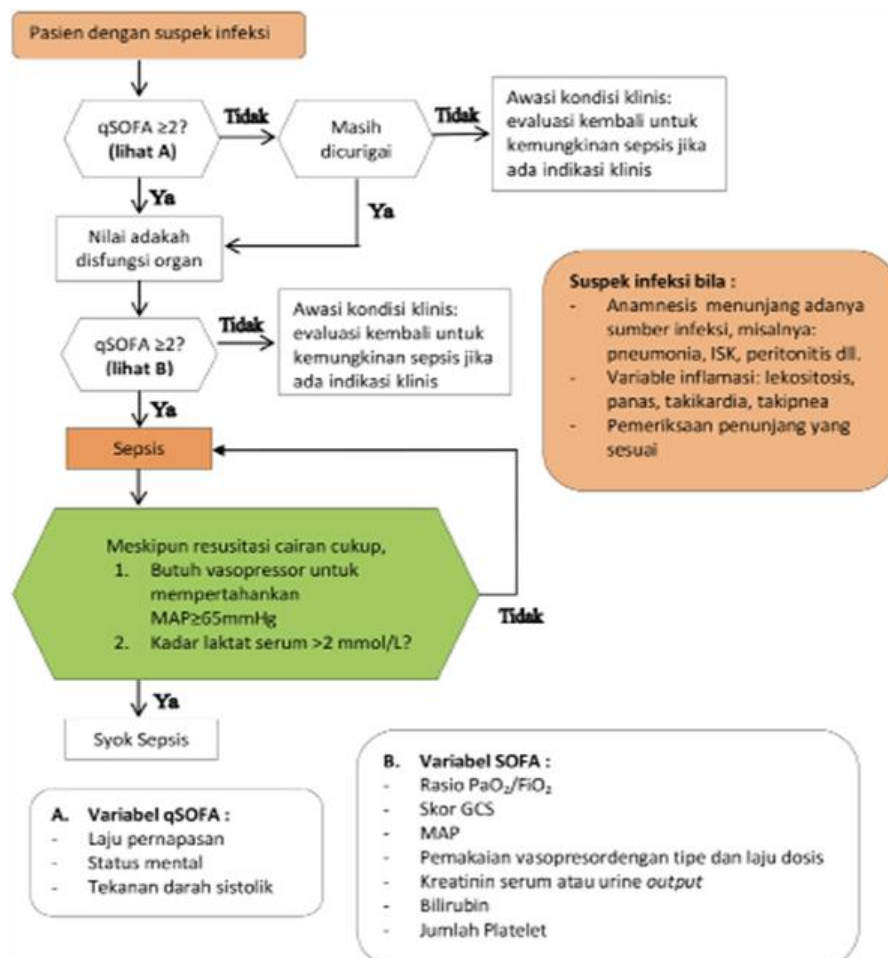 Pasien dengan suspek infeksi
qSOFA ≥2?
(lihat A)
Tidak
Masih
dicurigai
Tidak
Awasi kondisi klinis:
evaluasi kembali untuk
kemungkinan sepsis jika
ada indikasi klinis
Ya
Ya
Nilai adakah
disfungsi organ
qSOFA ≥2?
(lihat B)
Tidak
Awasi kondisi klinis:
evaluasi kembali untuk
kemungkinan sepsis jika
ada indikasi klinis
Suspek infeksi bila :
- Anamnesis menunjang adanya
sumber infeksi, misalnya:
pneumonia, ISK, peritonitis dll.
- Variable inflamasi: lekositosis,
panas, takikardia, takipnea
- Pemeriksaan penunjang yang
sesuai
Ya
Sepsis
Meskipun resusitasi cairan cukup,
1. Butuh vasopressor untuk
mempertahankan
MAP≥65mmHg
2. Kadar laktat serum >2 mmol/L?
Tidak
Ya
Syok Sepsis
A. Variabel qSOFA :
- Laju pernapasan
- Status mental
- Tekanan darah sistolik
B. Variabel SOFA :
- Rasio PaO₂/FiO₂
- Skor GCS
- MAP
- Pemakaian vasopresordengan tipe dan laju dosis
- Kreatinin serum atau urine output
- Bilirubin
- Jumlah Platelet